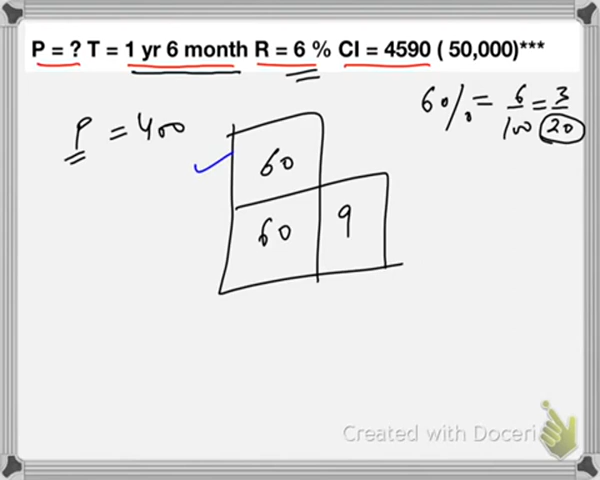 P = ? T = 1 yr 6 month R = 6 % CI = 4590 ( 50,000)***
60% = 6/100 = 3/20
P = 400
60
60 9
Created with Doceri